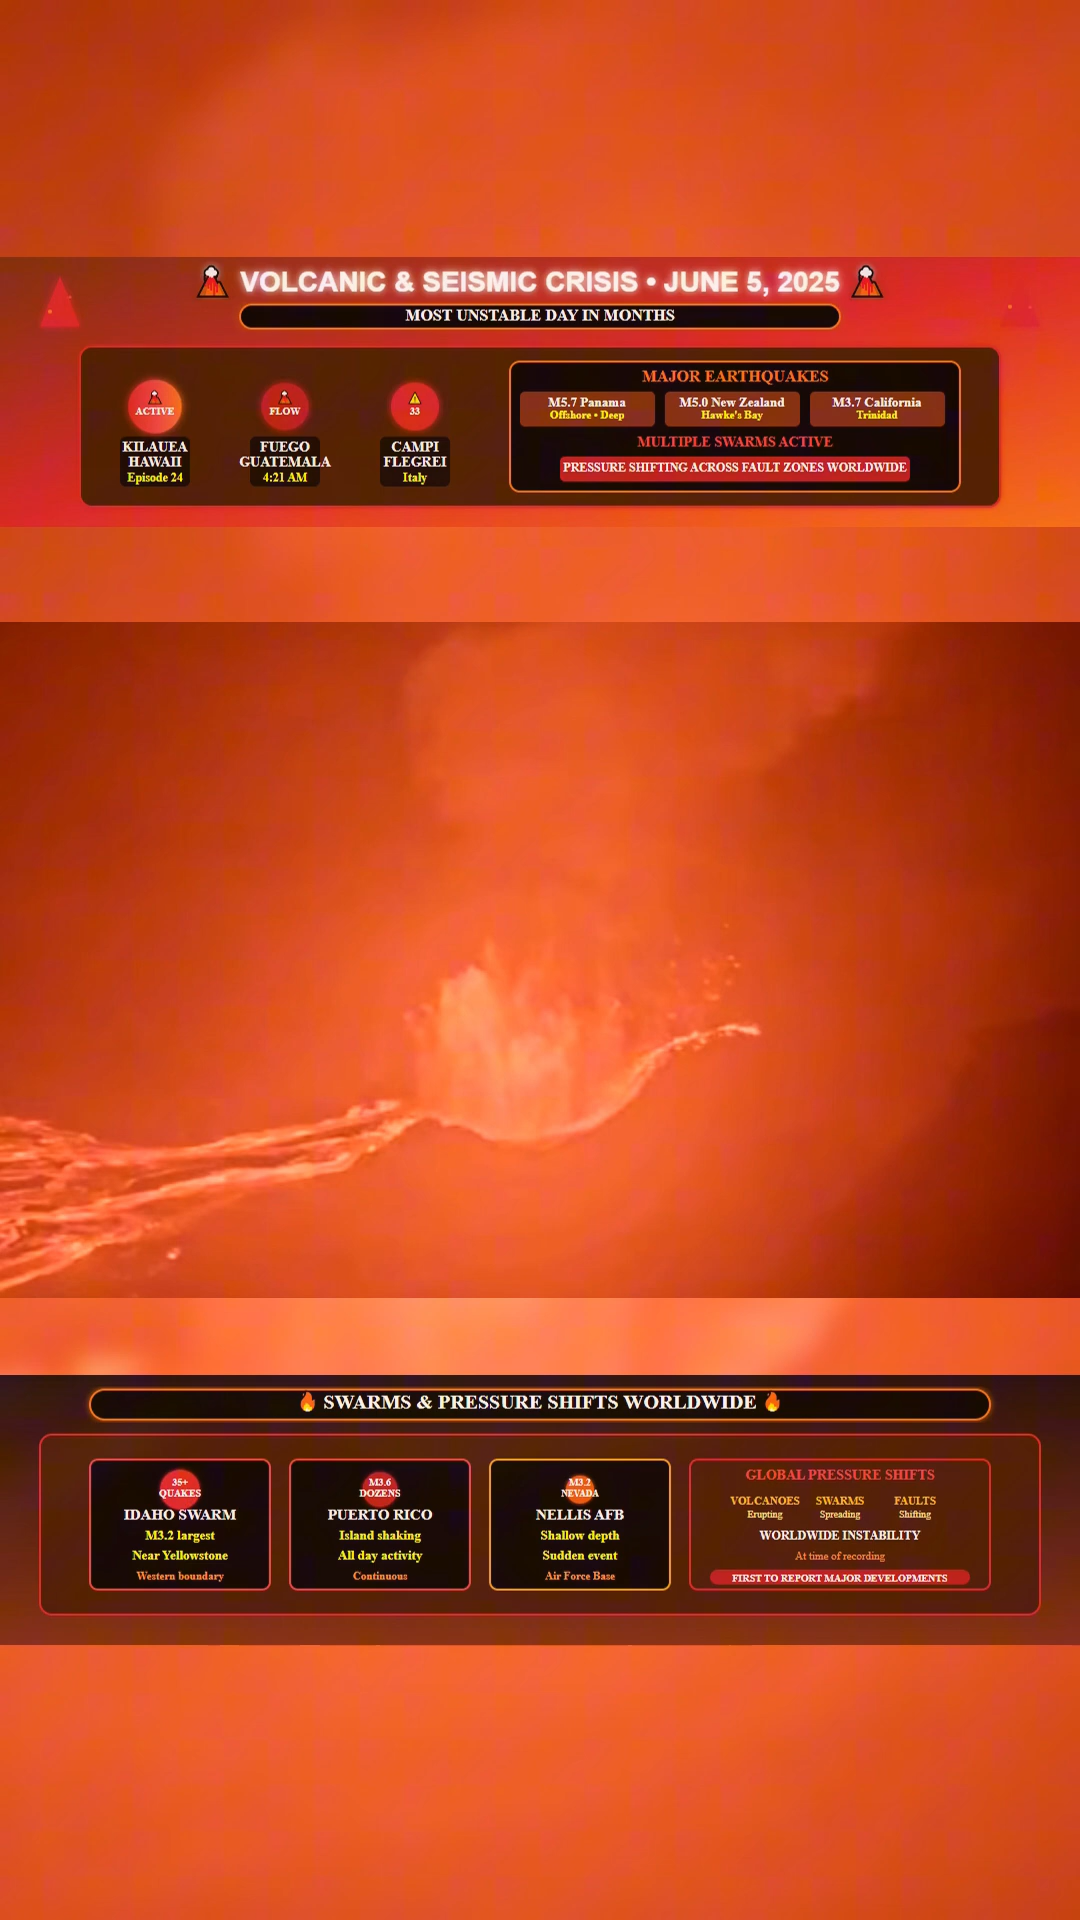 VOLCANIC & SEISMIC CRISIS • JUNE 5, 2025
MOST UNSTABLE DAY IN MONTHS
ACTIVE
KILAUEA
HAWAII
Episode 24
FLOW
FUEGO
GUATEMALA
4:21 AM
33
CAMPI
FLEGREI
Italy
MAJOR EARTHQUAKES
M5.7 Panama
Offshore • Deep
M5.0 New Zealand
Hawke's Bay
M3.7 California
Trinidad
MULTIPLE SWARMS ACTIVE
PRESSURE SHIFTING ACROSS FAULT ZONES WORLDWIDE
SWARMS & PRESSURE SHIFTS WORLDWIDE
35+
QUAKES
IDAHO SWARM
M3.2 largest
Near Yellowstone
Western boundary
M3.6
DOZENS
PUERTO RICO
Island shaking
All day activity
Continuous
M3.2
NEVADA
NELLIS AFB
Shallow depth
Sudden event
Air Force Base
GLOBAL PRESSURE SHIFTS
VOLCANOES
Erupting
SWARMS
Spreading
FAULTS
Shifting
WORLDWIDE INSTABILITY
At time of recording
FIRST TO REPORT MAJOR DEVELOPMENTS